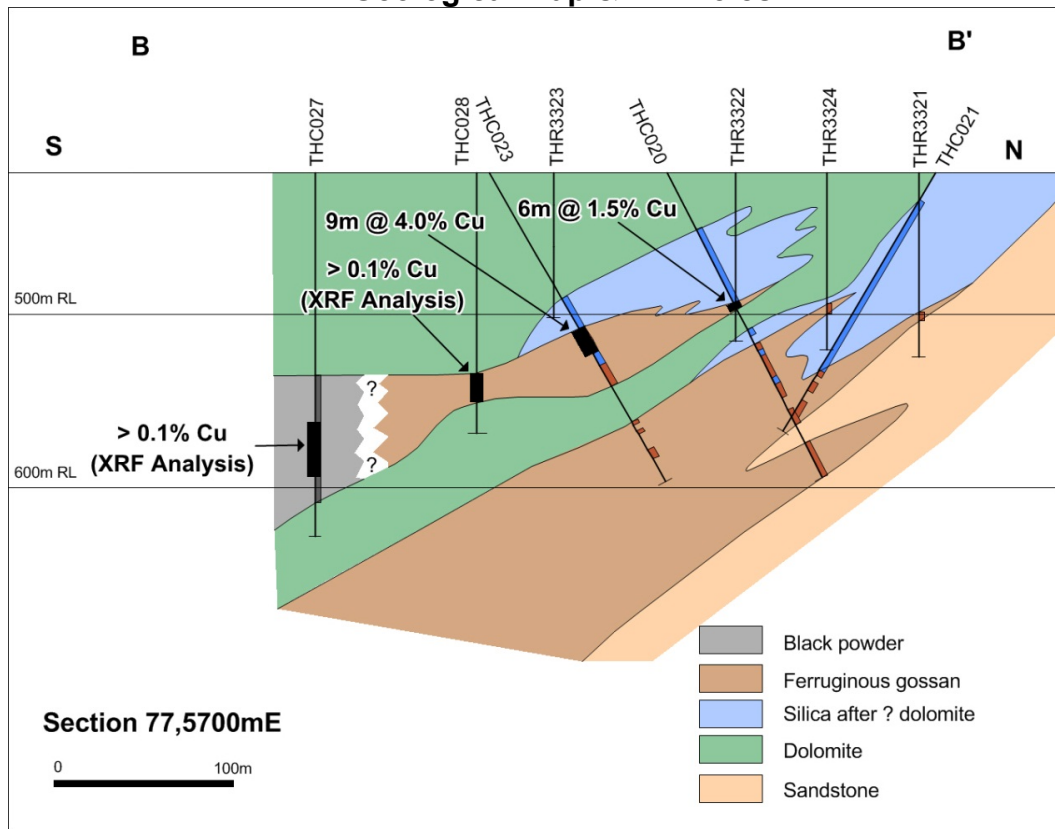 B
B'
S
N
THC027
THC028
THC023
THR3323
THC020
THR3322
THR3324
THR3321
THC021
9m @ 4.0% Cu
6m @ 1.5% Cu
> 0.1% Cu
(XRF Analysis)
500m RL
?
> 0.1% Cu
(XRF Analysis)
?
600m RL
Black powder
Ferruginous gossan
Silica after ? dolomite
Dolomite
Sandstone
Section 77,5700mE
0
100m